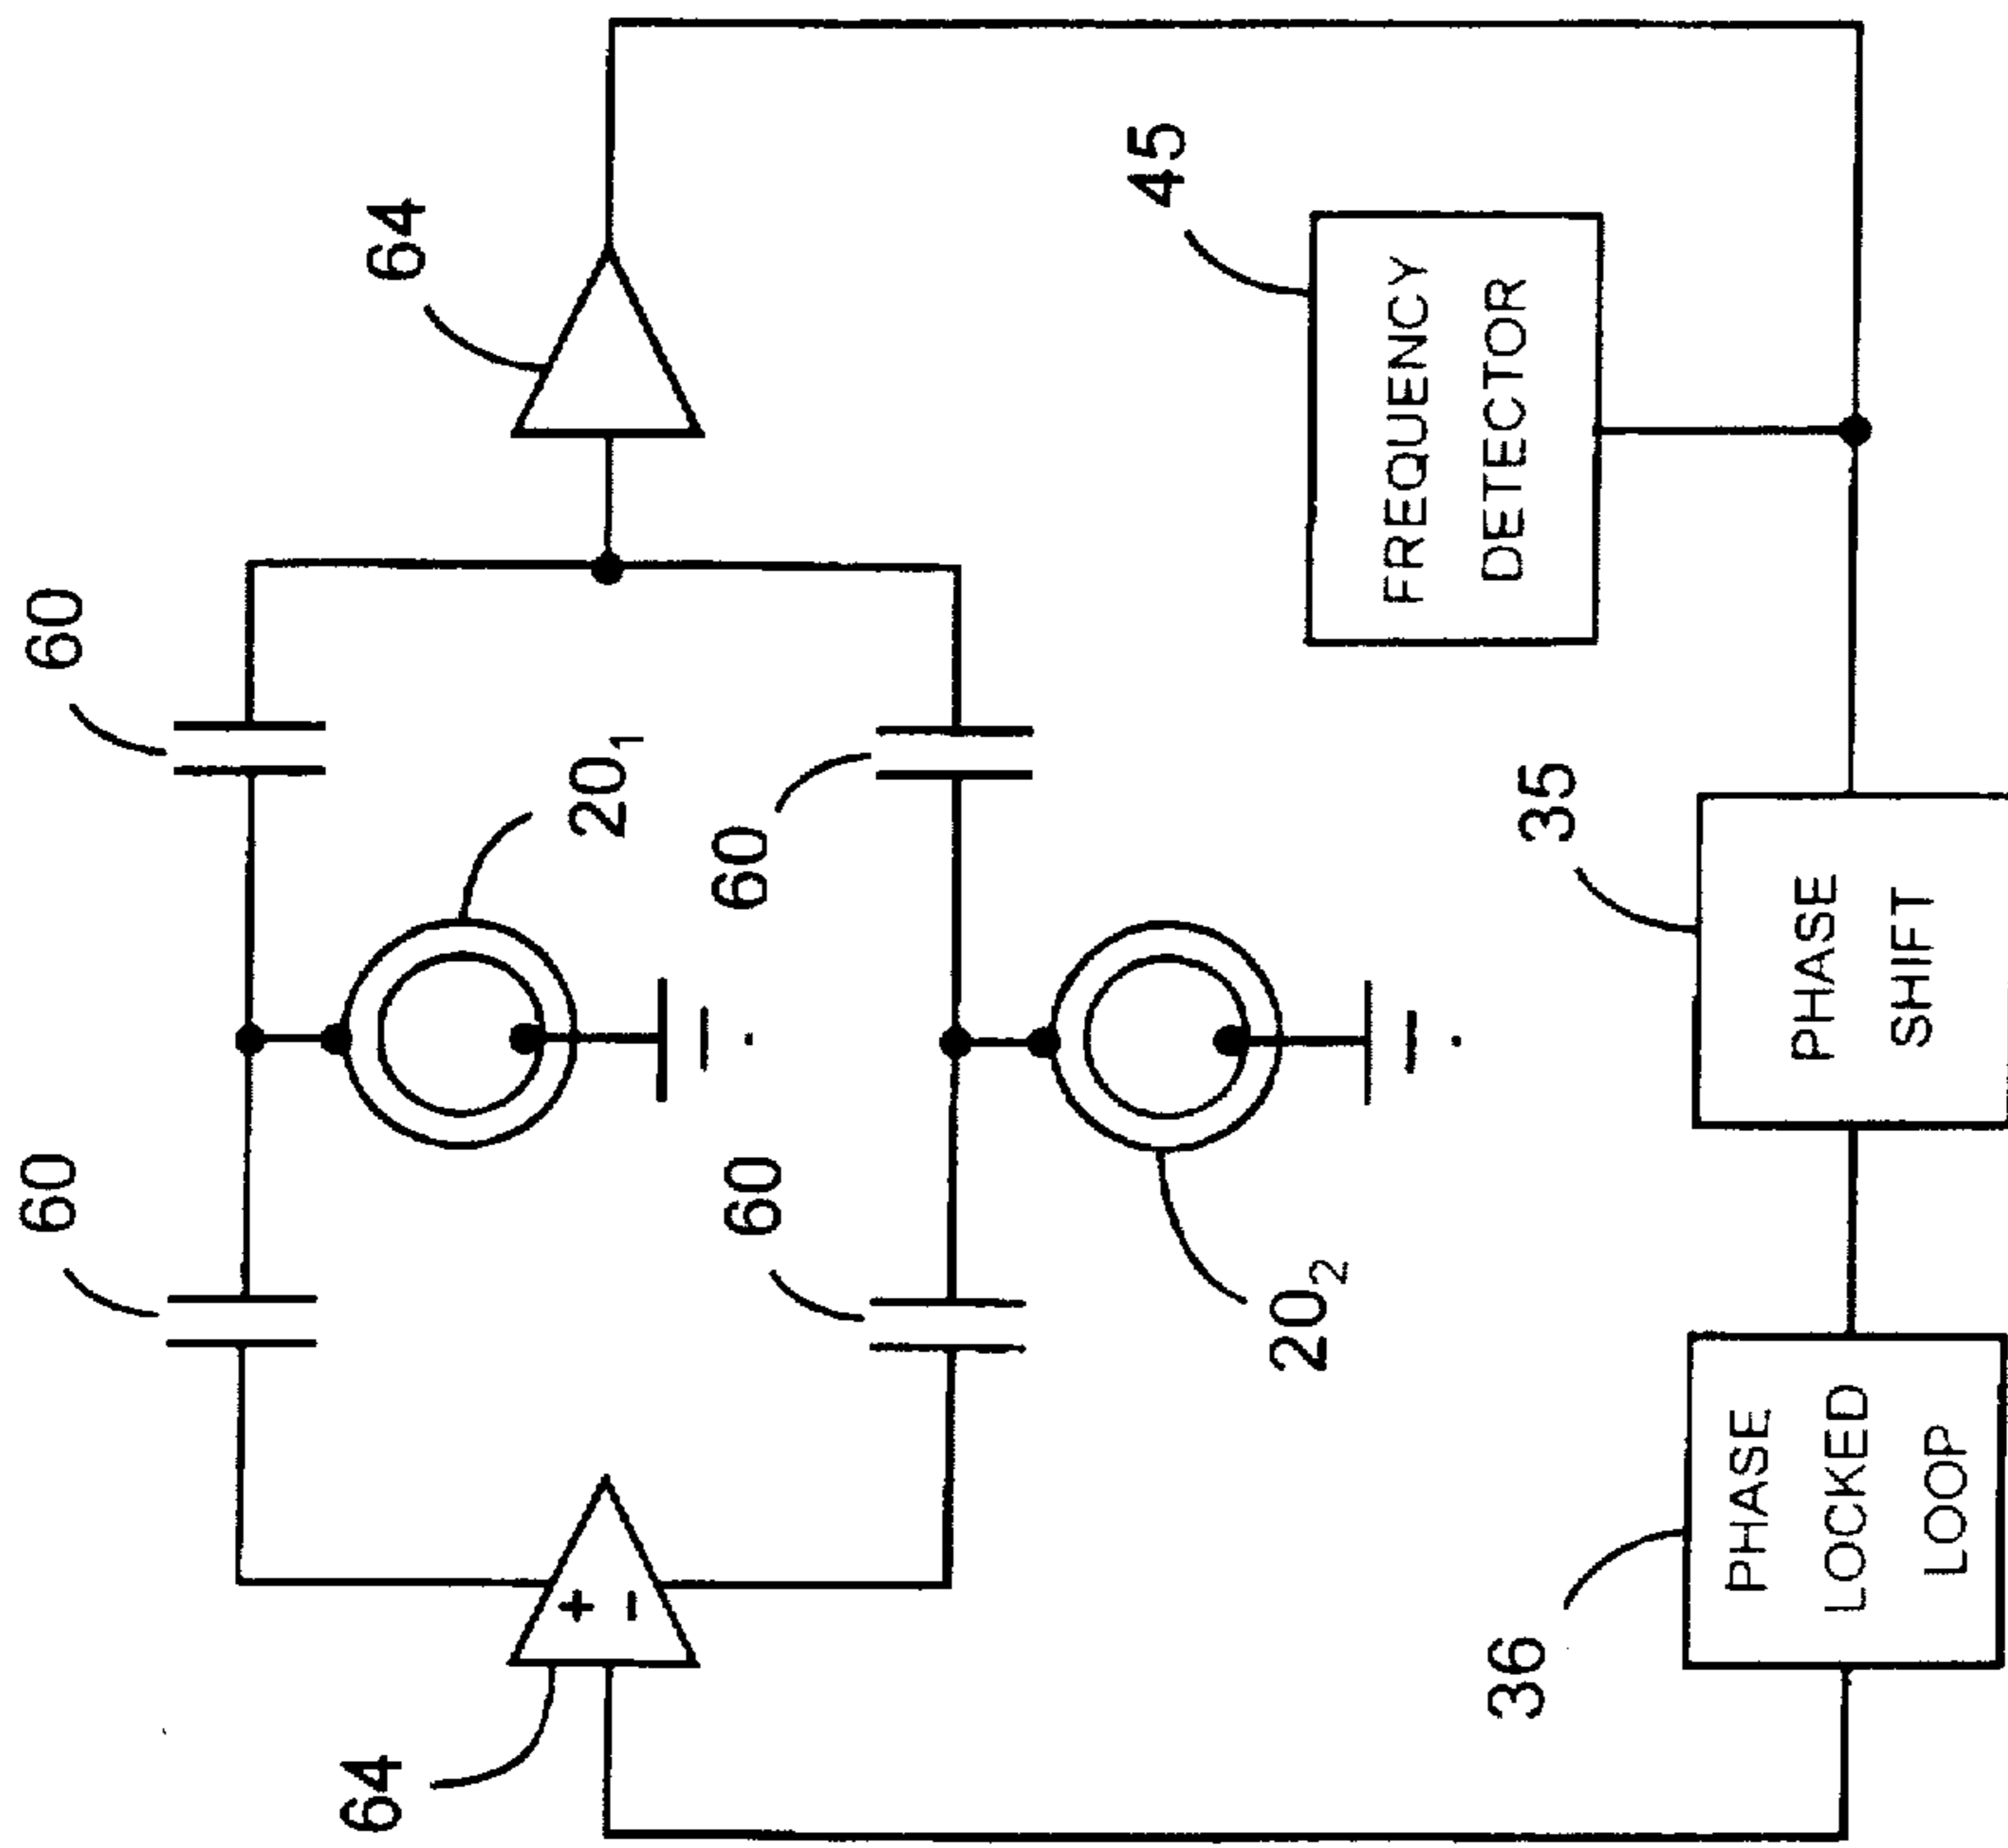 64
60
60
60
60
20₁
20₂
64
+
-
45
FREQUENCY
DETECTOR
36
PHASE
LOCKED
LOOP
35
PHASE
SHIFT